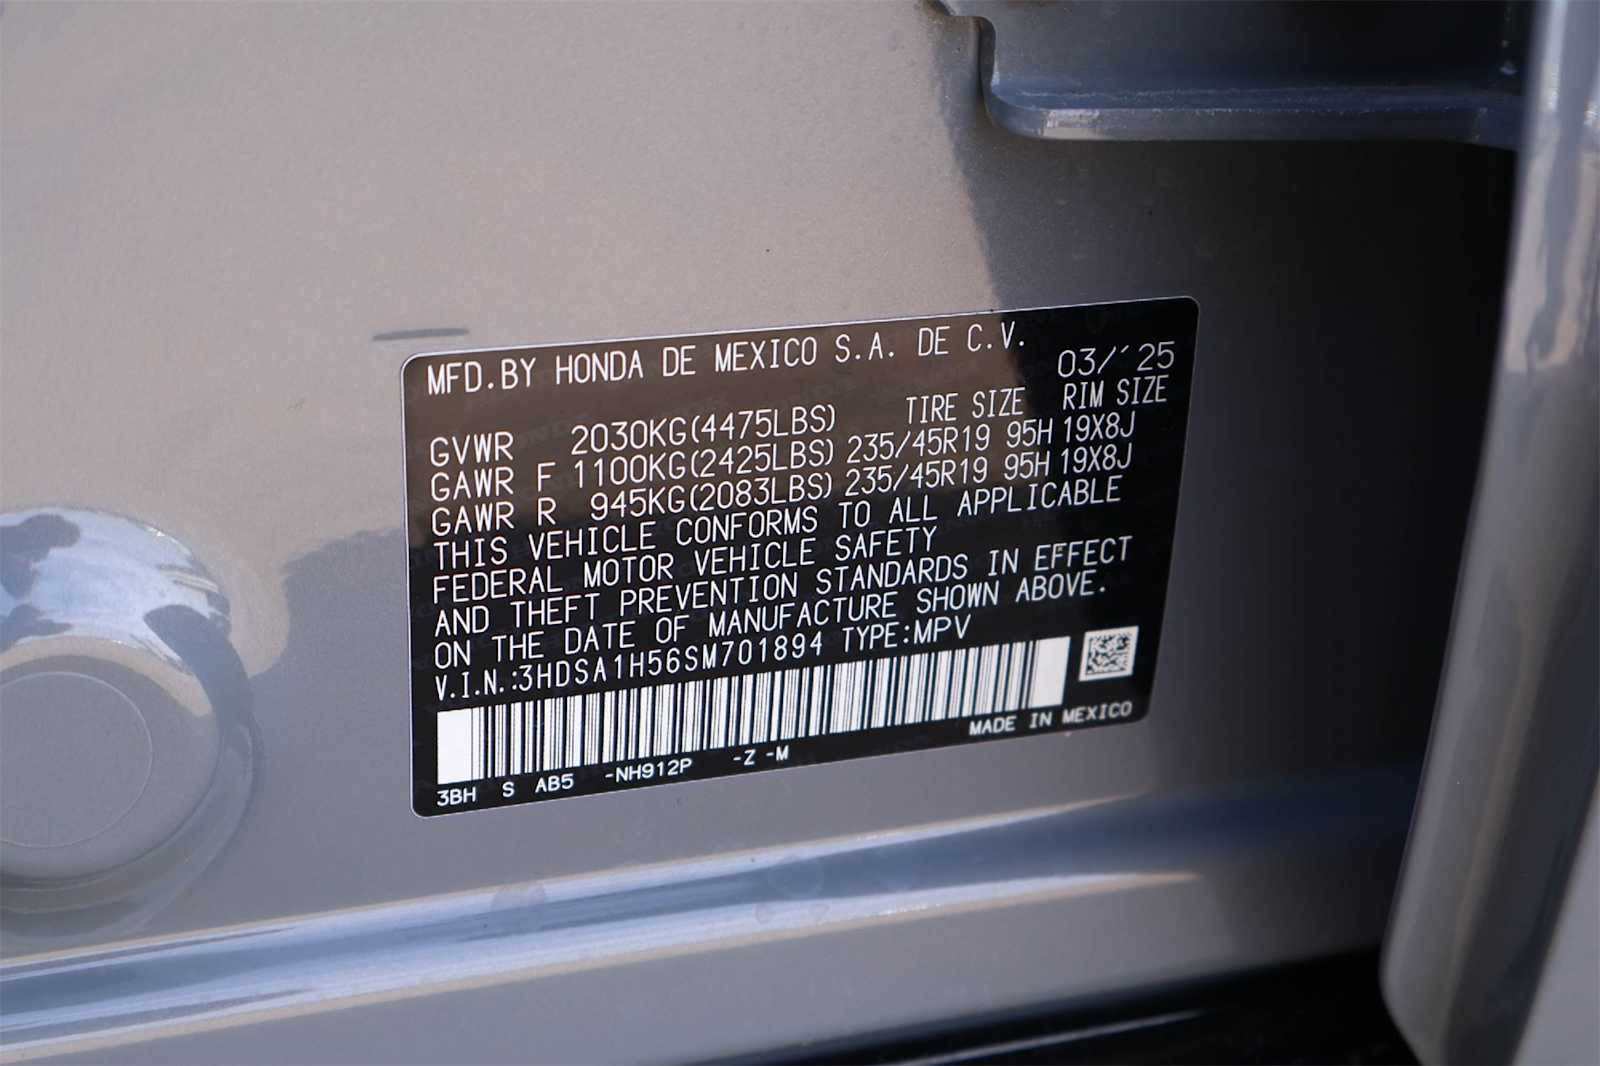 MFD.BY HONDA DE MEXICO S.A. DE C.V.
03/'25
TIRE SIZE RIM SIZE
GVWR 2030KG(4475LBS)
GAWR F 1100KG(2425LBS) 235/45R19 95H 19X8J
GAWR R 945KG(2083LBS) 235/45R19 95H 19X8J
THIS VEHICLE CONFORMS TO ALL APPLICABLE
FEDERAL MOTOR VEHICLE SAFETY
AND THEFT PREVENTION STANDARDS IN EFFECT
ON THE DATE OF MANUFACTURE SHOWN ABOVE.
V.I.N.:3HDSA1H56SM701894 TYPE:MPV
MADE IN MEXICO
3BH S AB5 -NH912P -Z -M